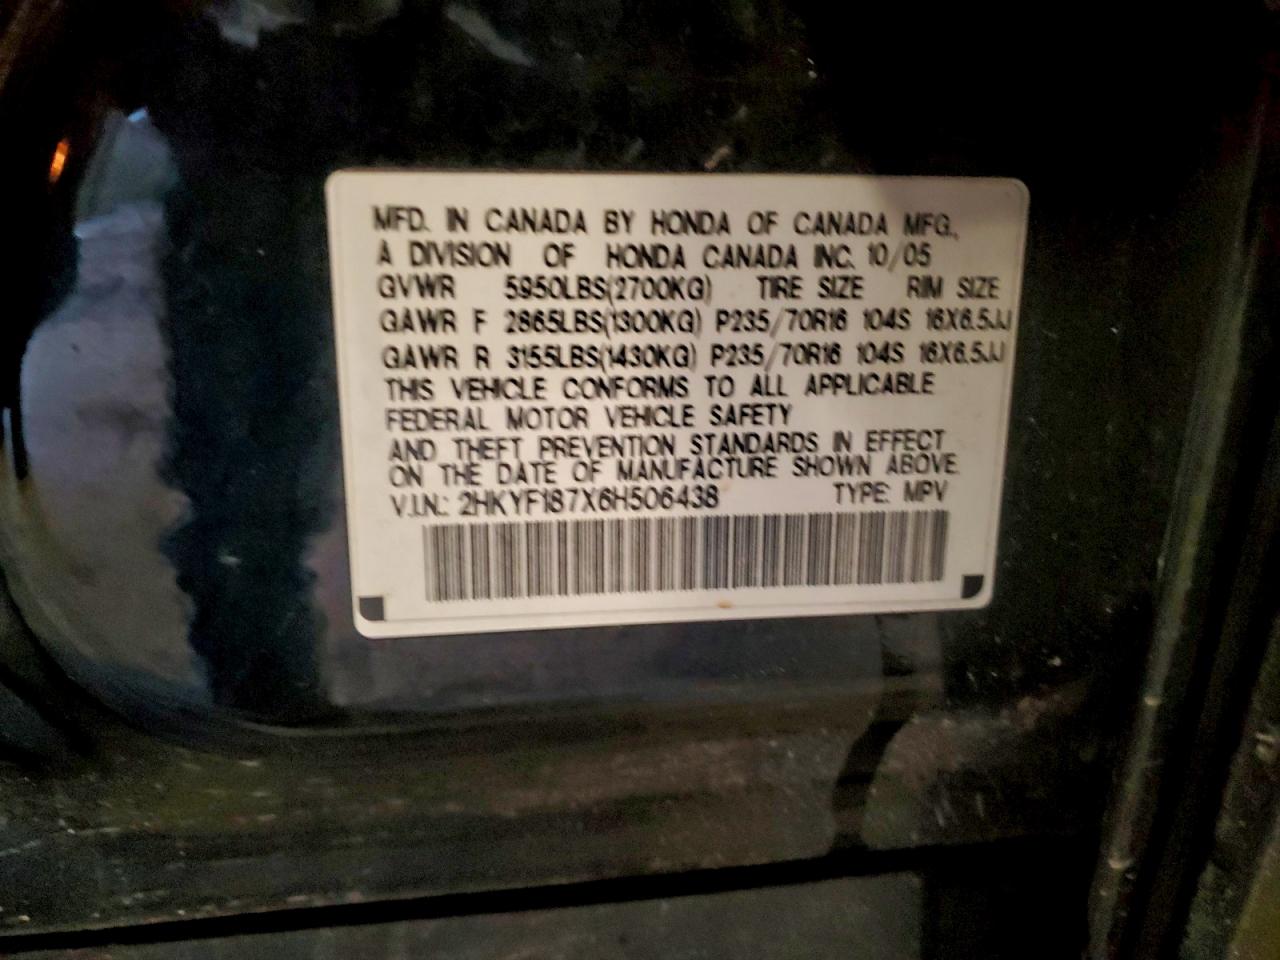 MFD. IN CANADA BY HONDA OF CANADA MFG.,
A DIVISION OF HONDA CANADA INC. 10/05
GVWR 5950LBS(2700KG) TIRE SIZE RIM SIZE
GAWR F 2865LBS(1300KG) P235/70R16 104S 16X6.5JJ
GAWR R 3155LBS(1430KG) P235/70R16 104S 16X6.5JJ
THIS VEHICLE CONFORMS TO ALL APPLICABLE
FEDERAL MOTOR VEHICLE SAFETY
AND THEFT PREVENTION STANDARDS IN EFFECT
ON THE DATE OF MANUFACTURE SHOWN ABOVE.
V.I.N.: 2HKYF187X6H506438 TYPE: MPV